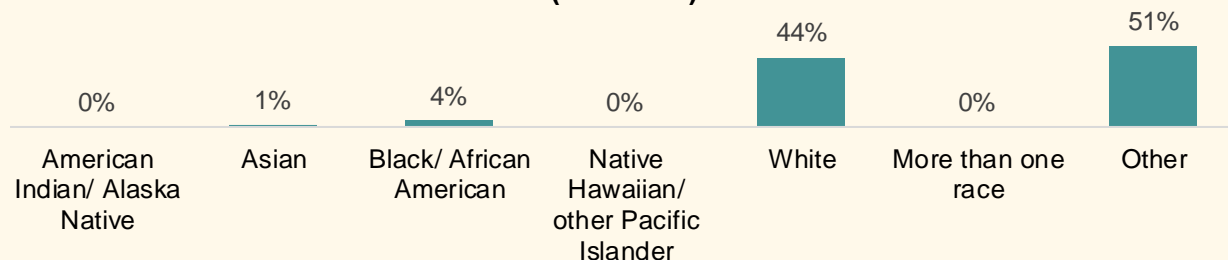 0%
1%
4%
0%
44%
0%
51%
American
Indian/ Alaska
Native
Asian
Black/ African
American
Native
Hawaiian/
other Pacific
Islander
White
More than one
race
Other